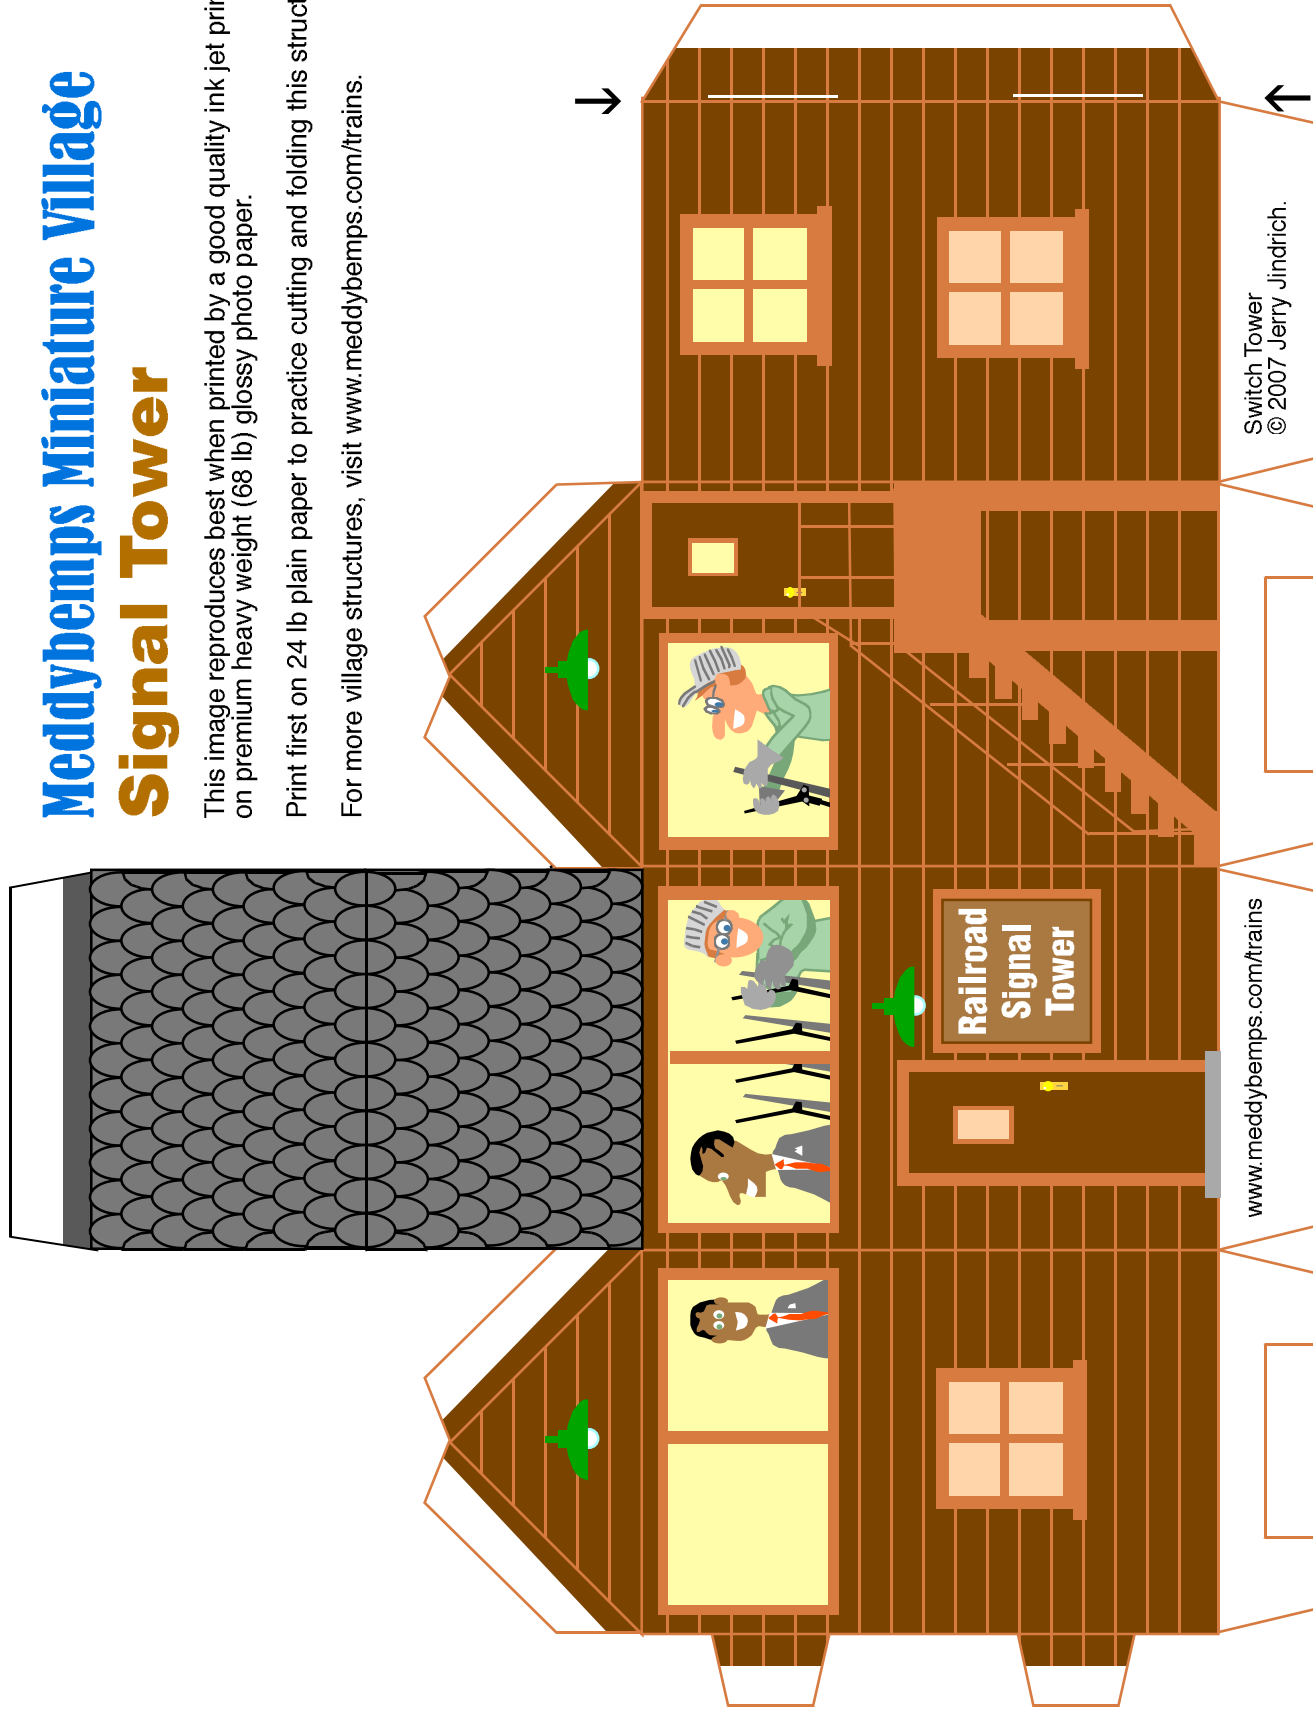 Meddybemps Miniature Village
Signal Tower
This image reproduces best when printed by a good quality ink jet
on premium heavy weight (68 lb) glossy photo paper.
Print first on 24 lb plain paper to practice cutting and folding this
For more village structures, visit www.meddybemps.com/trains.
Railroad
Signal
Tower
www.meddybemps.com/trains
Switch Tower
© 2007 Jerry Jindrich.